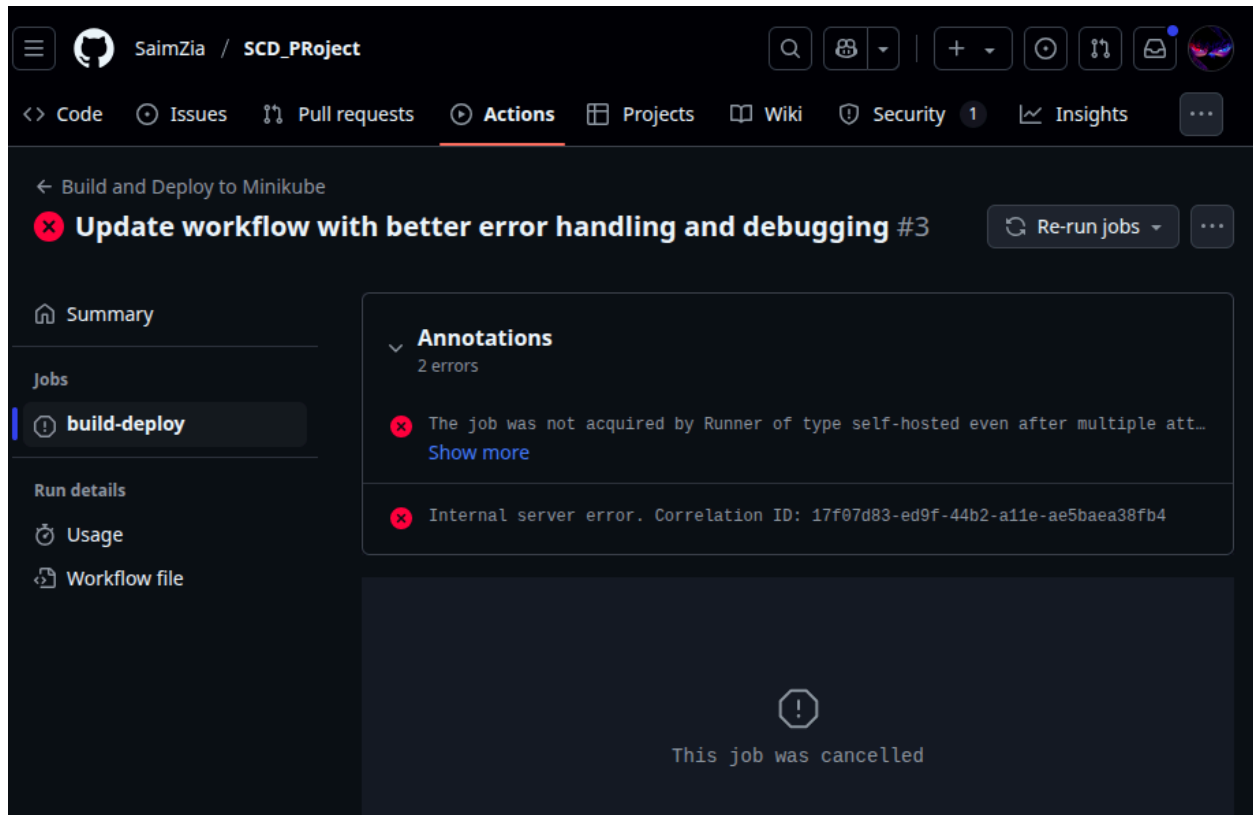 SaimZia / SCD_PRoject
Code Issues Pull requests Actions Projects Wiki Security 1 Insights
← Build and Deploy to Minikube
Update workflow with better error handling and debugging #3
Re-run jobs
Summary
Jobs
build-deploy
Run details
Usage
Workflow file
Annotations
2 errors
The job was not acquired by Runner of type self-hosted even after multiple att…
Show more
Internal server error. Correlation ID: 17f07d83-ed9f-44b2-a11e-ae5baea38fb4
This job was cancelled